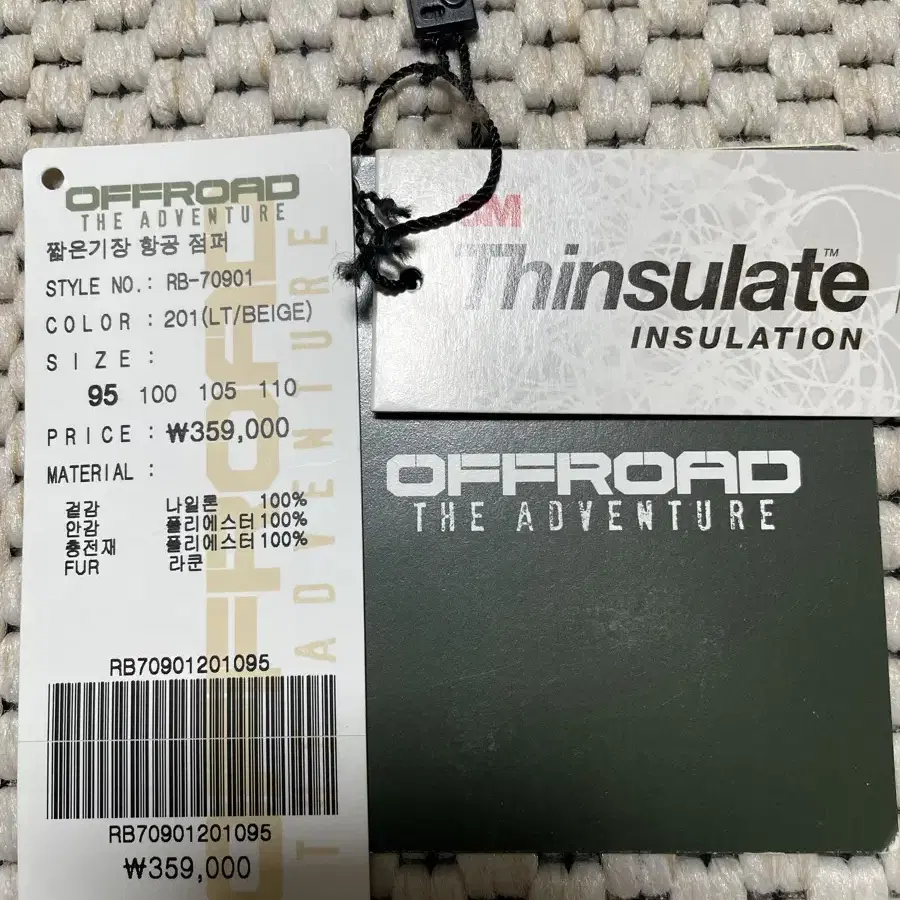 OFFROAD
THE ADVENTURE
짧은기장 항공 점퍼
STYLE NO.: RB-70901
COLOR : 201(LT/BEIGE)
SIZE :
95 100 105 110
PRICE : ₩359,000
MATERIAL :
겉감 나일론 100%
안감 폴리에스터 100%
충전재 폴리에스터 100%
FUR 라쿤
RB70901201095
RB70901201095
₩359,000
3M
Thinsulate™
INSULATION
OFFROAD
THE ADVENTURE